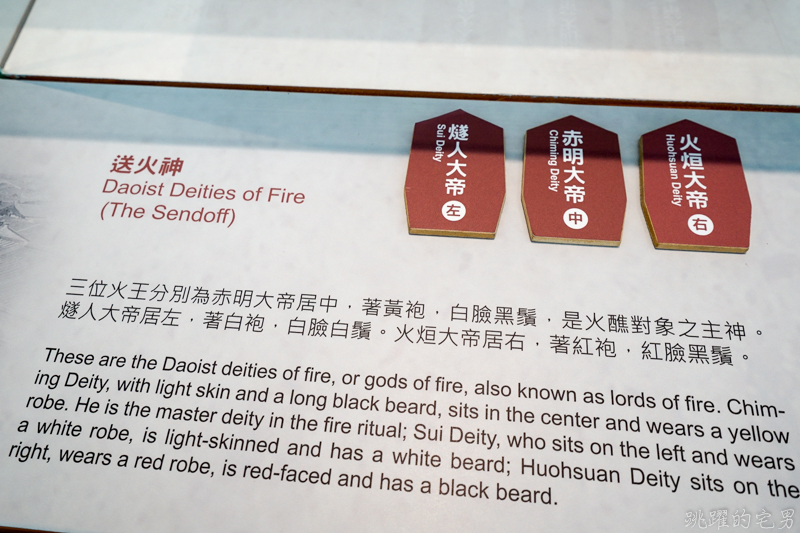 送火神
Daoist Deities of Fire
(The Sendoff)
燧人大帝 左
Sui Deity
赤明大帝 中
Chiming Deity
火烜大帝 右
Huohsuan Deity
三位火王分別為赤明大帝居中，著黃袍，白臉黑鬚，是火醮對象之主神。
燧人大帝居左，著白袍，白臉白鬚。火烜大帝居右，著紅袍，紅臉黑鬚。
These are the Daoist deities of fire, or gods of fire, also known as lords of fire. Chim-
ing Deity, with light skin and a long black beard, sits in the center and wears a yellow
robe. He is the master deity in the fire ritual; Sui Deity, who sits on the left and wears
a white robe, is light-skinned and has a white beard; Huohsuan Deity sits on the
right, wears a red robe, is red-faced and has a black beard.
跳躍的宅男